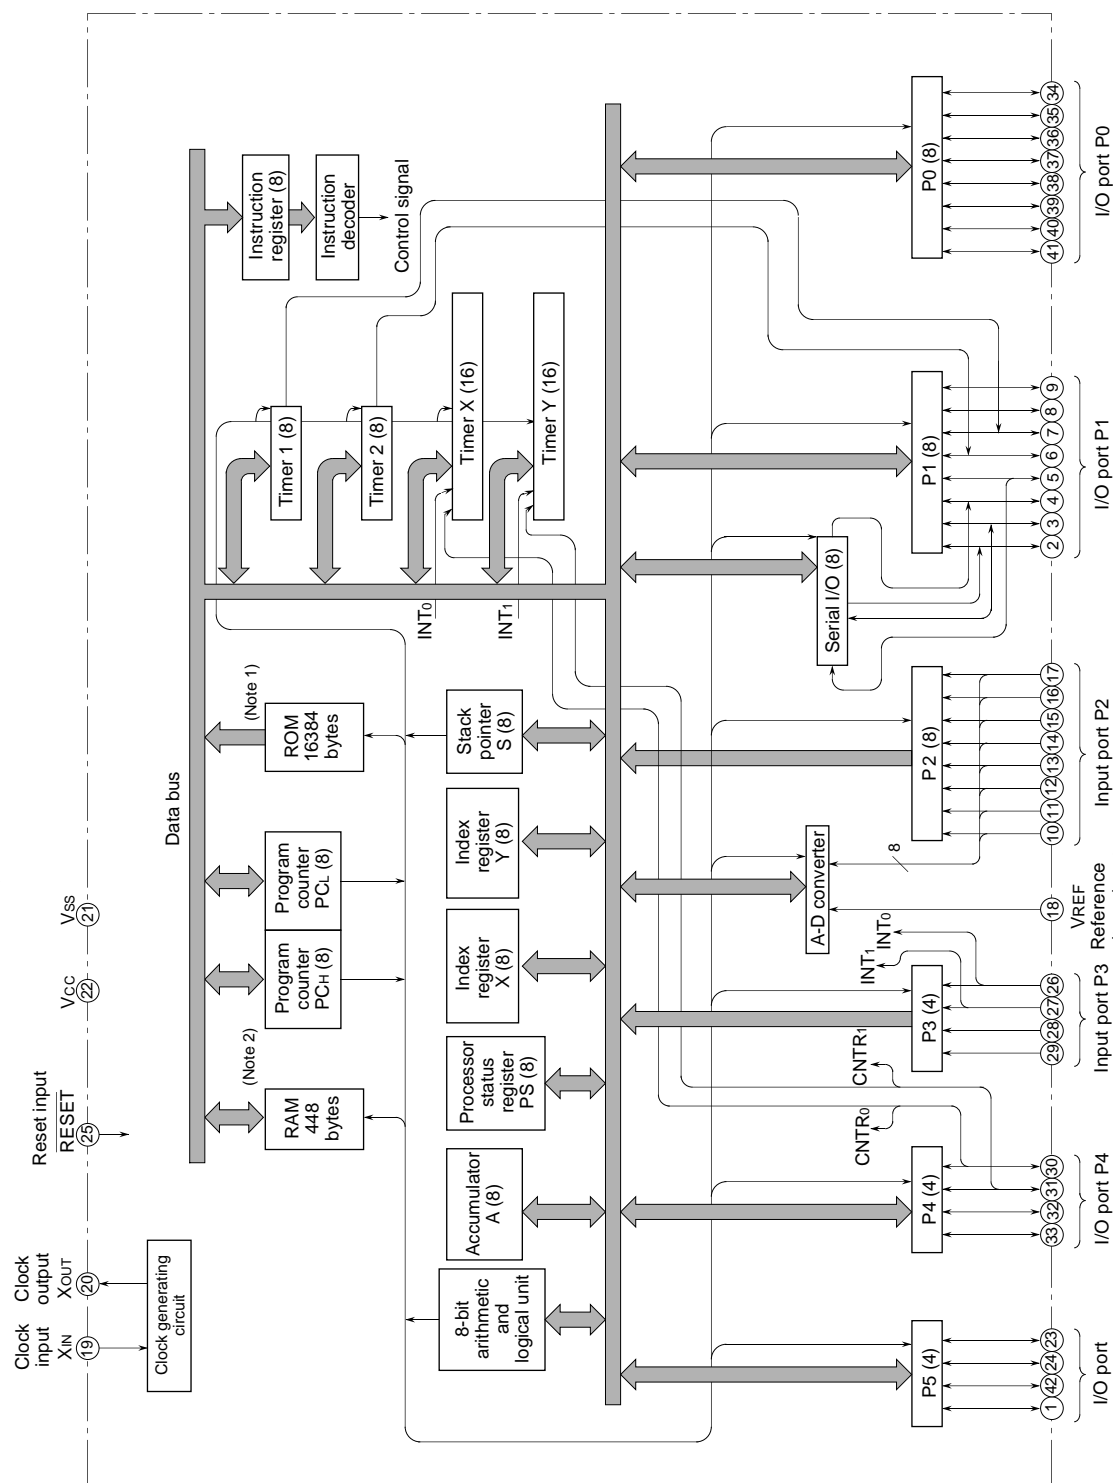 Clock input XIN
19
Clock output XOUT
20
Clock generating circuit
Reset input RESET
25
VCC
22
VSS
21
Data bus
RAM 448 bytes
(Note 2)
Program counter PCH (8)
Program counter PCL (8)
ROM 16384 bytes
(Note 1)
Instruction register (8)
Instruction decoder
Control signal
8-bit arithmetic and logical unit
Accumulator A (8)
Processor status register PS (8)
Index register X (8)
Index register Y (8)
Stack pointer S (8)
INT0
INT1
Timer 1 (8)
Timer 2 (8)
Timer X (16)
Timer Y (16)
A-D converter
8
Serial I/O (8)
CNTR0
CNTR1
INT1
INT0
P5 (4)
P4 (4)
P3 (4)
P2 (8)
P1 (8)
P0 (8)
1 42 24 23
33 32 31 30
29 28 27 26
18
10 11 12 13 14 15 16 17
2 3 4 5 6 7 8 9
41 40 39 38 37 36 35 34
I/O port
I/O port P4
Input port P3
VREF
Reference
Input port P2
I/O port P1
I/O port P0